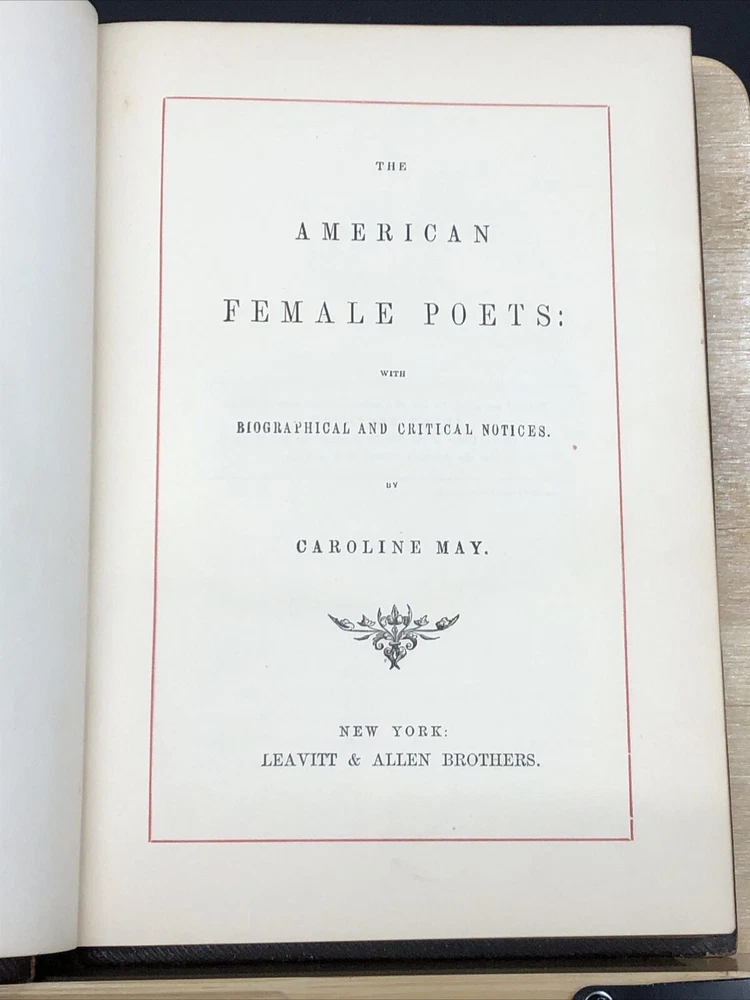 THE
AMERICAN
FEMALE POETS:
WITH
BIOGRAPHICAL AND CRITICAL NOTICES.
BY
CAROLINE MAY.
NEW YORK:
LEAVITT & ALLEN BROTHERS.